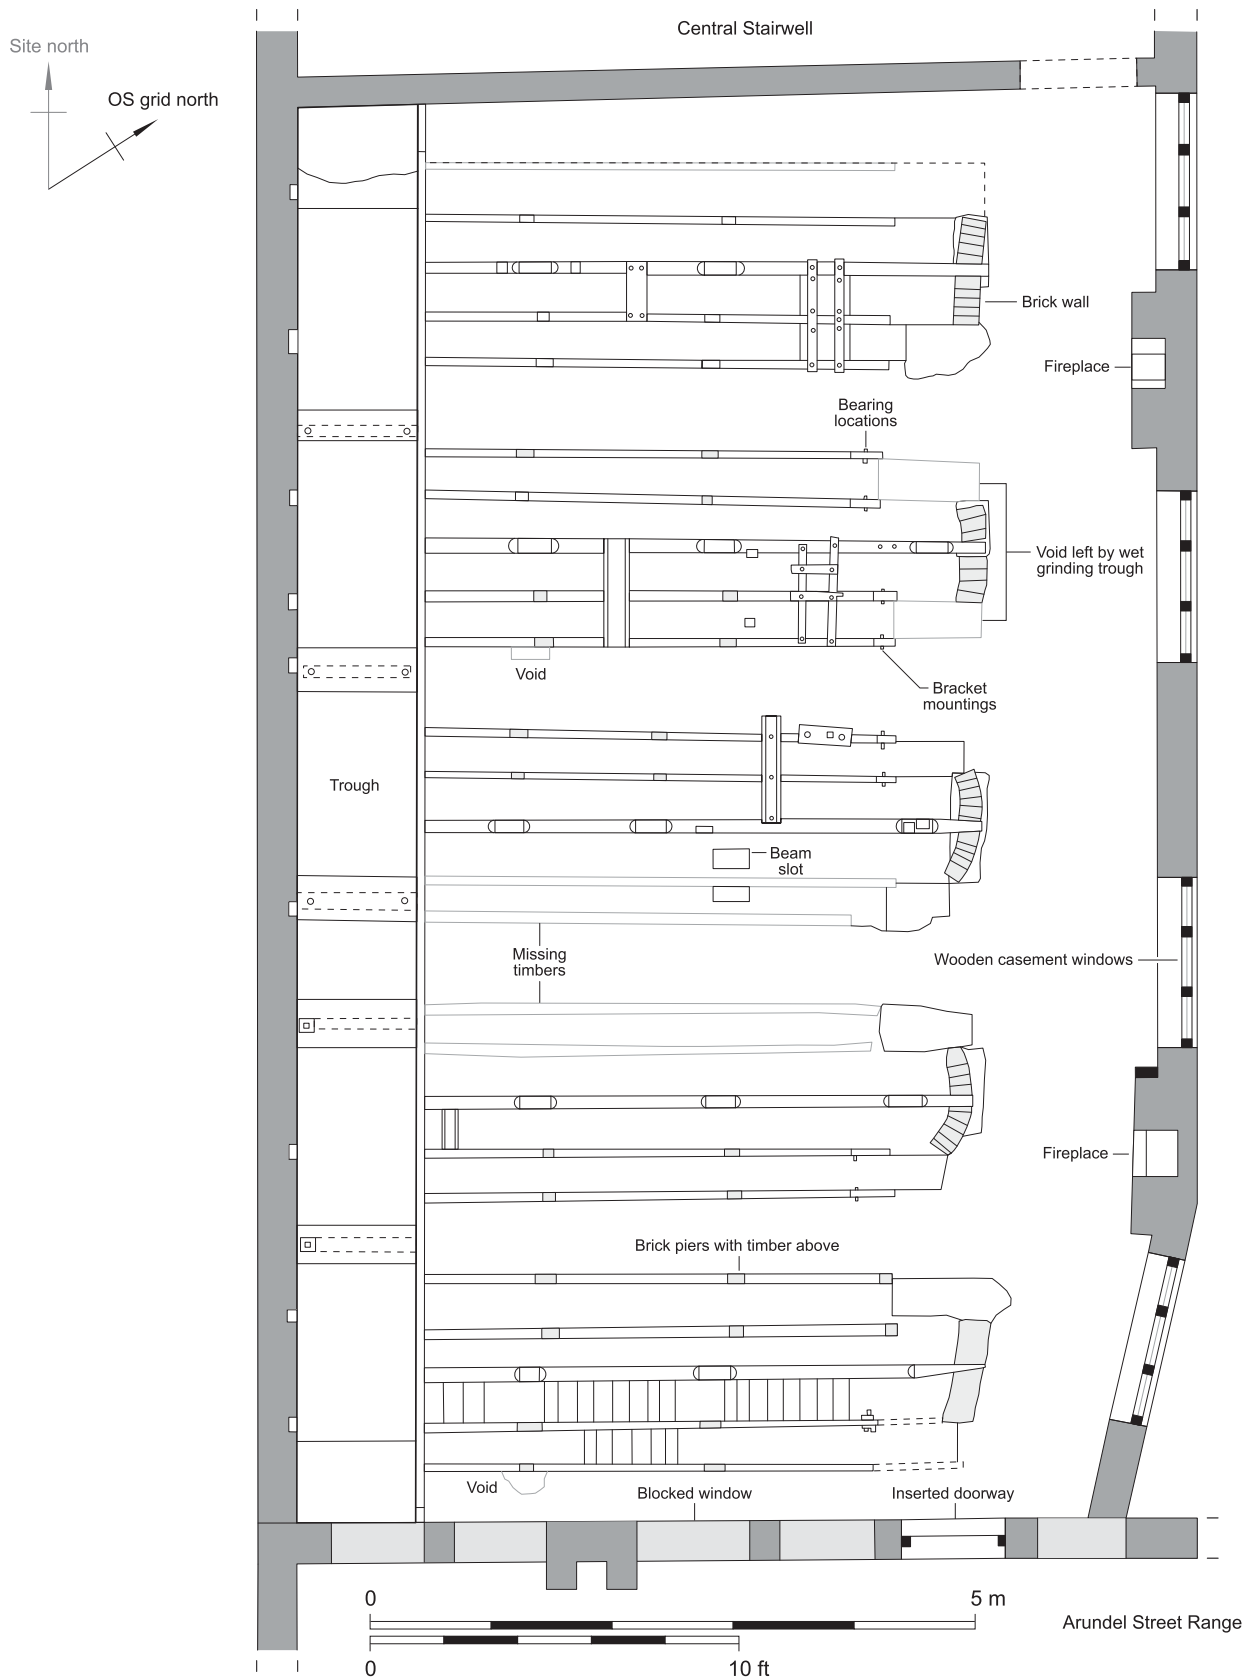 Central Stairwell
Site north
OS grid north
Brick wall
Fireplace
Bearing
locations
Void left by wet
grinding trough
Void
Bracket
mountings
Trough
Beam
slot
Missing
timbers
Wooden casement windows
Fireplace
Brick piers with timber above
Void
Blocked window
Inserted doorway
0
5 m
Arundel Street Range
0
10 ft